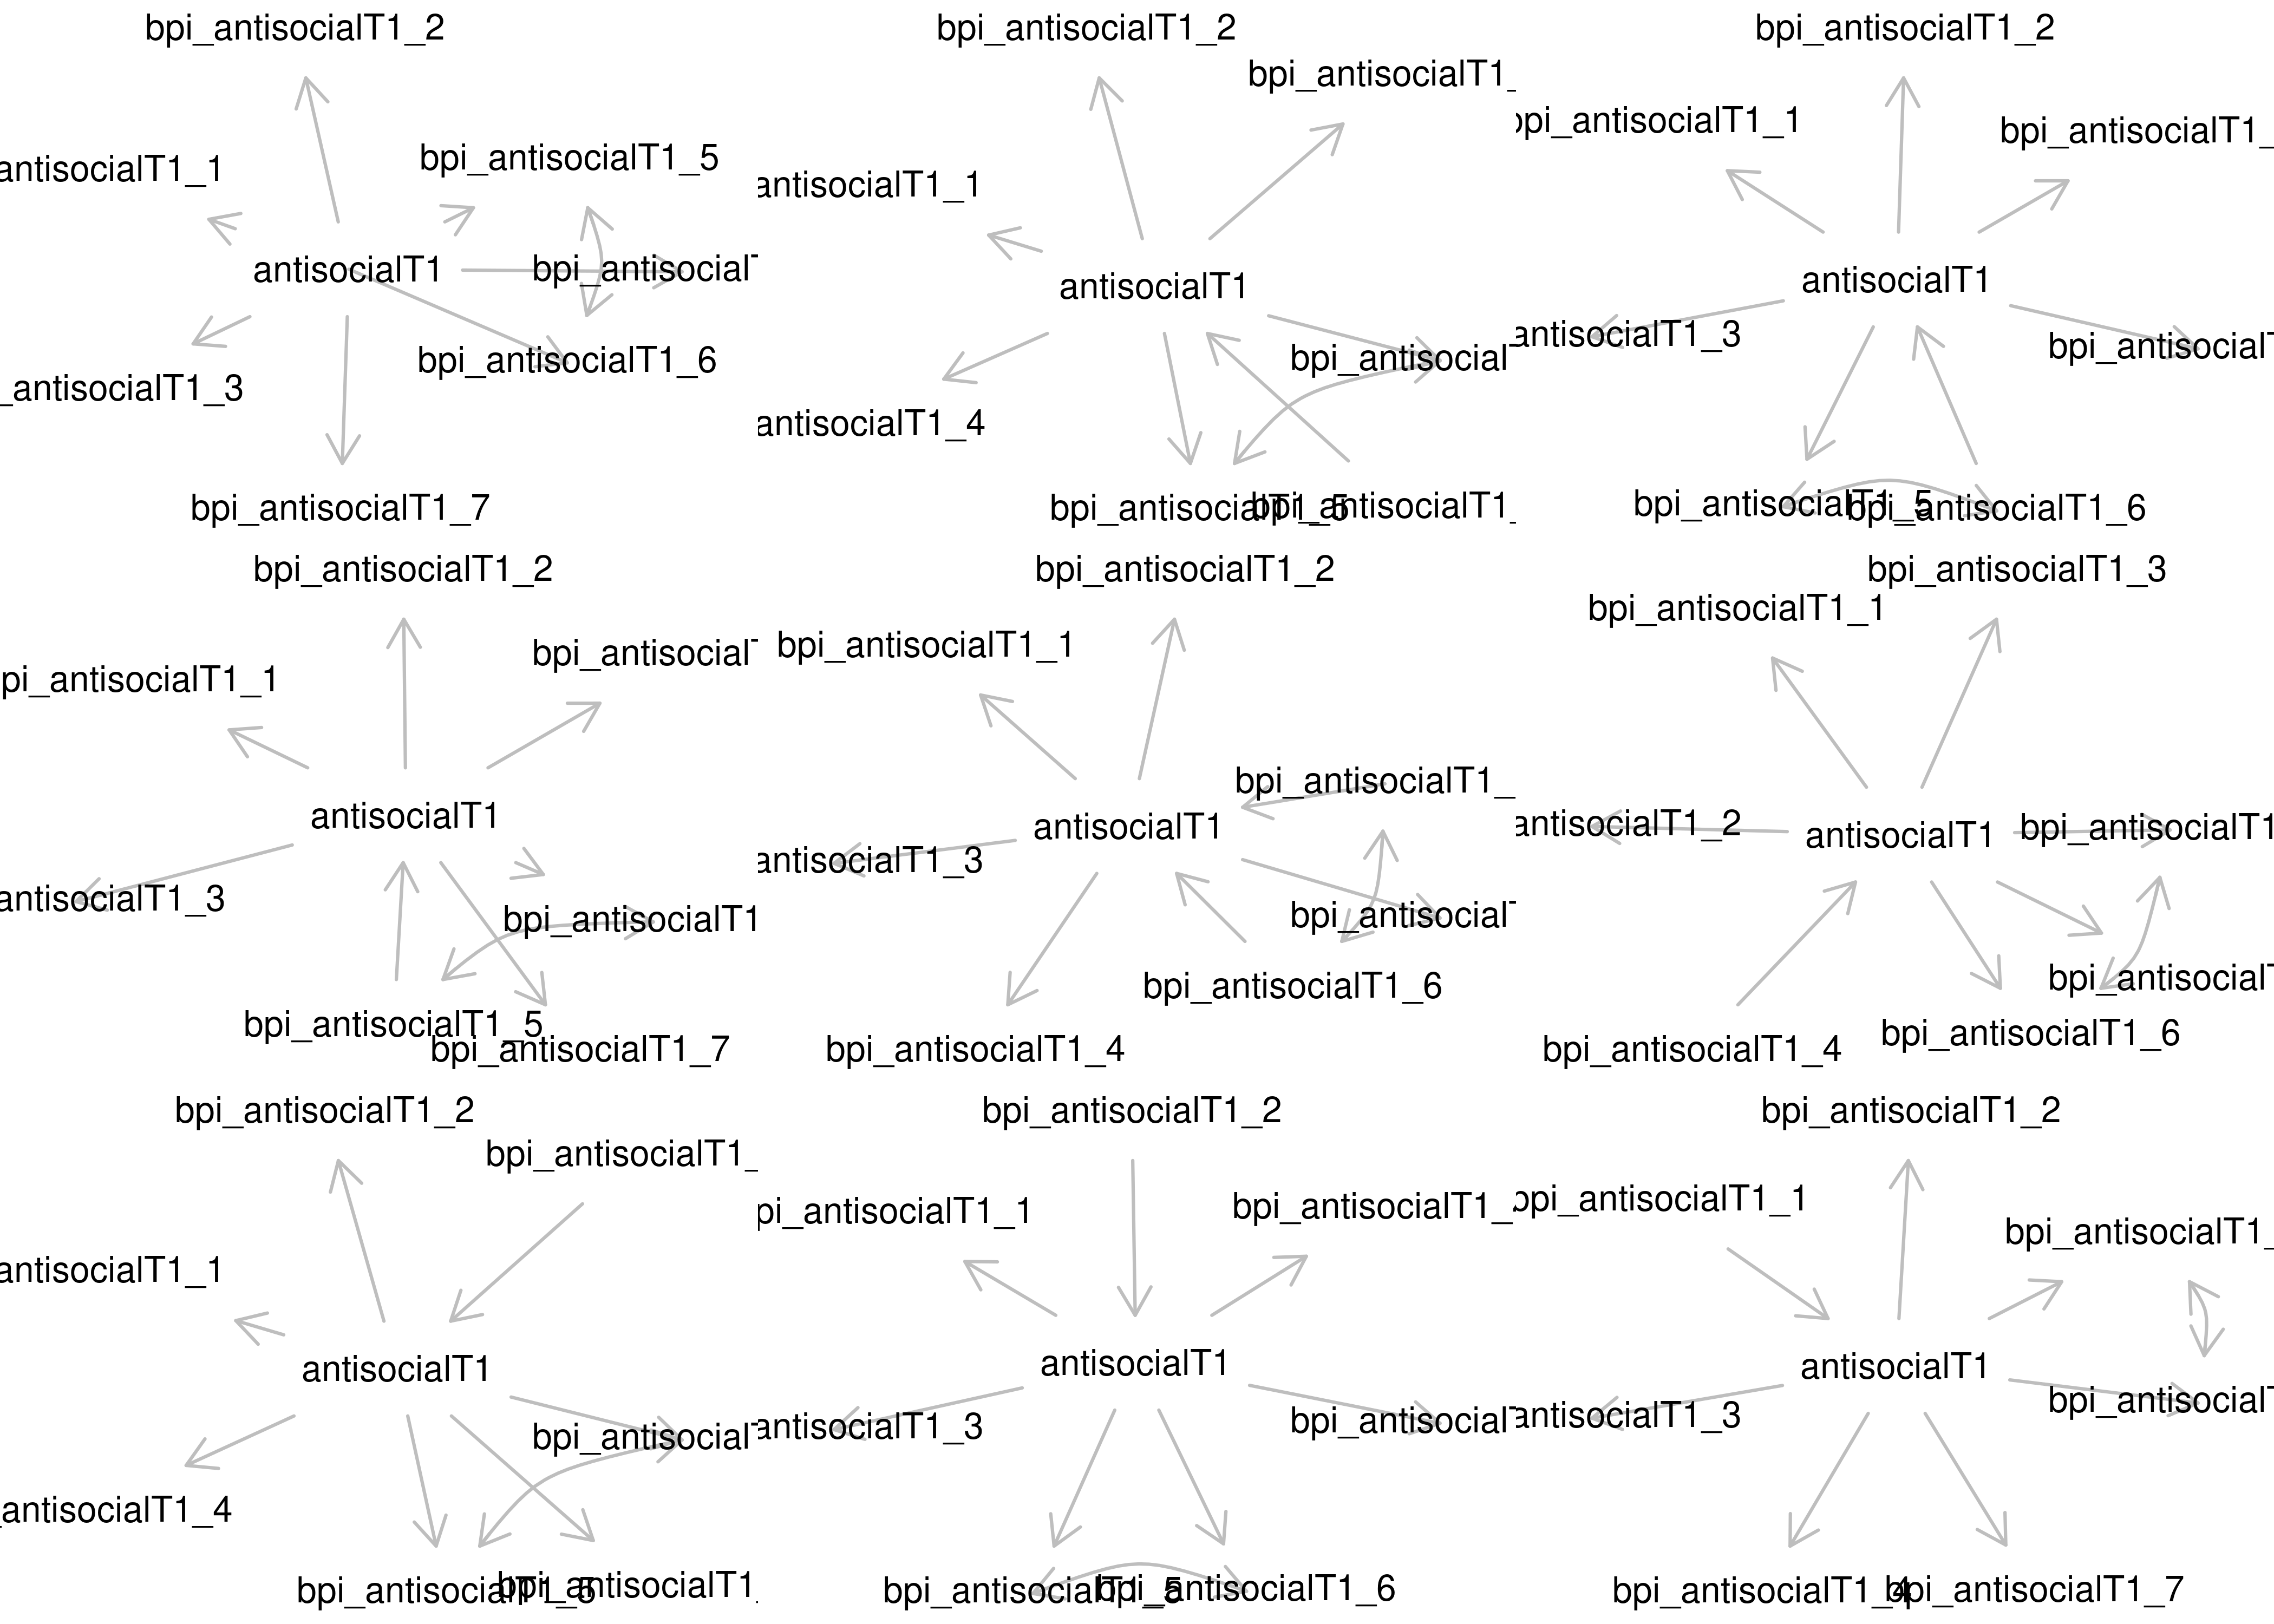 bpi_antisocialT1_2
antisocialT1_1
bpi_antisocialT1_5
antisocialT1
bpi_antisocial
bpi_antisocialT1_6
_antisocialT1_3
bpi_antisocialT1_7
bpi_antisocialT1_2
bpi_antisocialT1_
antisocialT1_1
antisocialT1
bpi_antisocial
antisocialT1_4
bpi_antisocialT1_5
bpi_antisocialT1_
bpi_antisocialT1_2
bpi_antisocialT1_1
bpi_antisocialT1_
antisocialT1
antisocialT1_3
bpi_antisocial
bpi_antisocialT1_5
bpi_antisocialT1_6
bpi_antisocialT1_2
bpi_antisocial
pi_antisocialT1_1
antisocialT1
antisocialT1_3
bpi_antisocialT1
bpi_antisocialT1_5
bpi_antisocialT1_7
bpi_antisocialT1_2
bpi_antisocialT1_1
bpi_antisocialT1_
antisocialT1
antisocialT1_3
bpi_antisocial
bpi_antisocialT1_6
bpi_antisocialT1_4
bpi_antisocialT1_3
bpi_antisocialT1_1
antisocialT1_2
antisocialT1
bpi_antisocialT1
bpi_antisocial
bpi_antisocialT1_6
bpi_antisocialT1_4
bpi_antisocialT1_2
bpi_antisocialT1_
antisocialT1_1
antisocialT1
bpi_antisocial
_antisocialT1_4
bpi_antisocialT1_5
bpi_antisocialT1_
bpi_antisocialT1_2
pi_antisocialT1_1
bpi_antisocialT1_
antisocialT1
antisocialT1_3
bpi_antisocial
bpi_antisocialT1_5
bpi_antisocialT1_6
bpi_antisocialT1_2
bpi_antisocialT1_1
bpi_antisocialT1_
antisocialT1
antisocialT1_3
bpi_antisocial
bpi_antisocialT1_4
bpi_antisocialT1_7